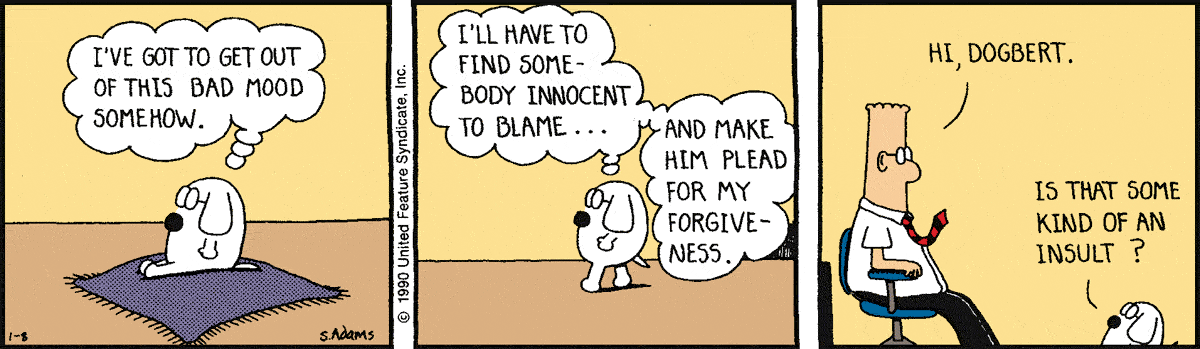 I'VE GOT TO GET OUT
OF THIS BAD MOOD
SOMEHOW.
1-8
S.Adams
© 1990 United Feature Syndicate, Inc.
I'LL HAVE TO
FIND SOME-
BODY INNOCENT
TO BLAME...
AND MAKE
HIM PLEAD
FOR MY
FORGIVE-
NESS.
HI, DOGBERT.
IS THAT SOME
KIND OF AN
INSULT ?